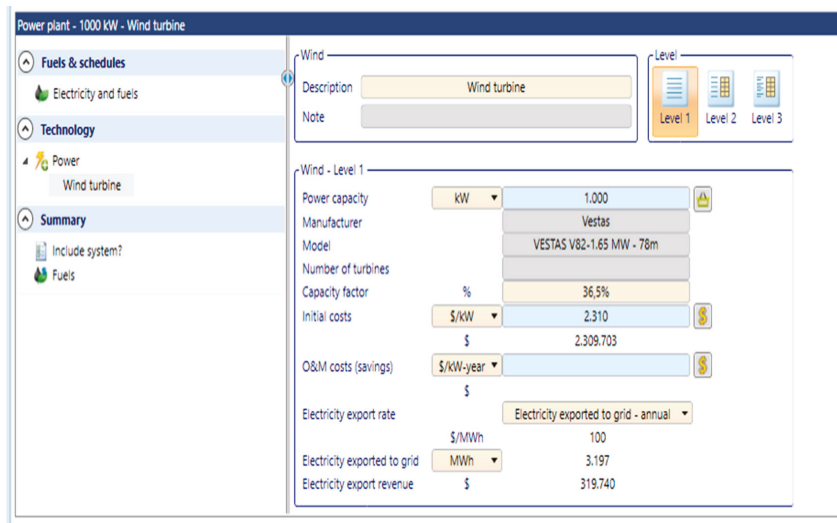 Power plant - 1000 kW - Wind turbine
Fuels & schedules
Electricity and fuels
Technology
Power
Wind turbine
Summary
Include system?
Fuels
Wind
Description Wind turbine
Note
Level
Level 1 Level 2 Level 3
Wind - Level 1
Power capacity kW 1.000
Manufacturer Vestas
Model VESTAS V82-1.65 MW - 78m
Number of turbines
Capacity factor % 36,5%
Initial costs $/kW 2.310 $
$ 2.309.703
O&M costs (savings) $/kW-year $
$
Electricity export rate Electricity exported to grid - annual
$/MWh 100
Electricity exported to grid MWh 3.197
Electricity export revenue $ 319.740